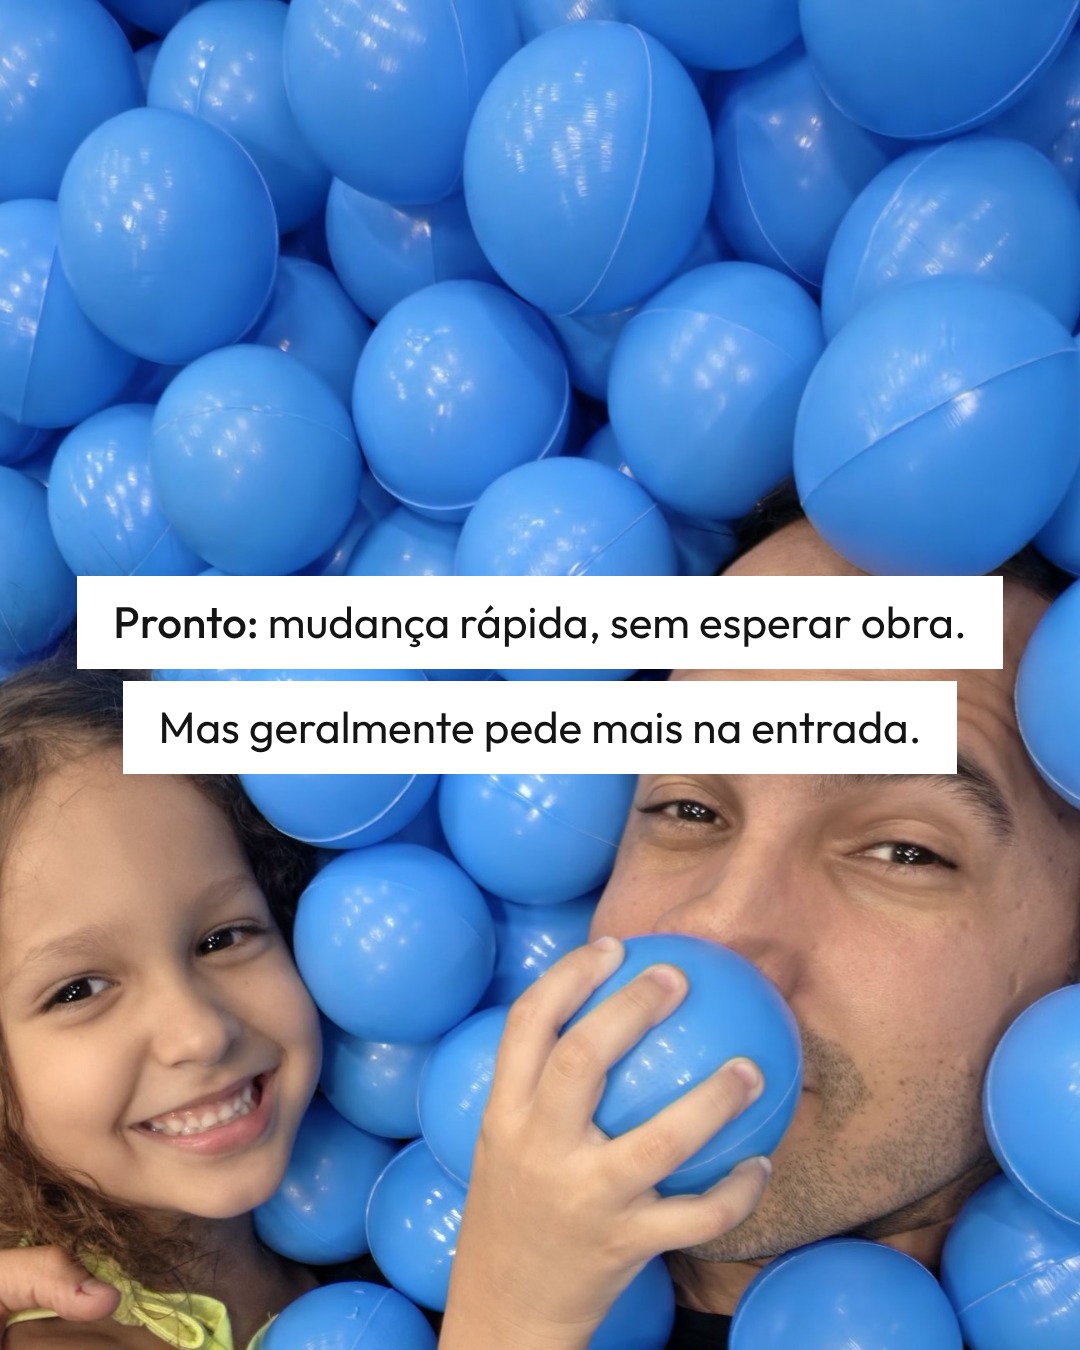 Pronto: mudança rápida, sem esperar obra.
Mas geralmente pede mais na entrada.